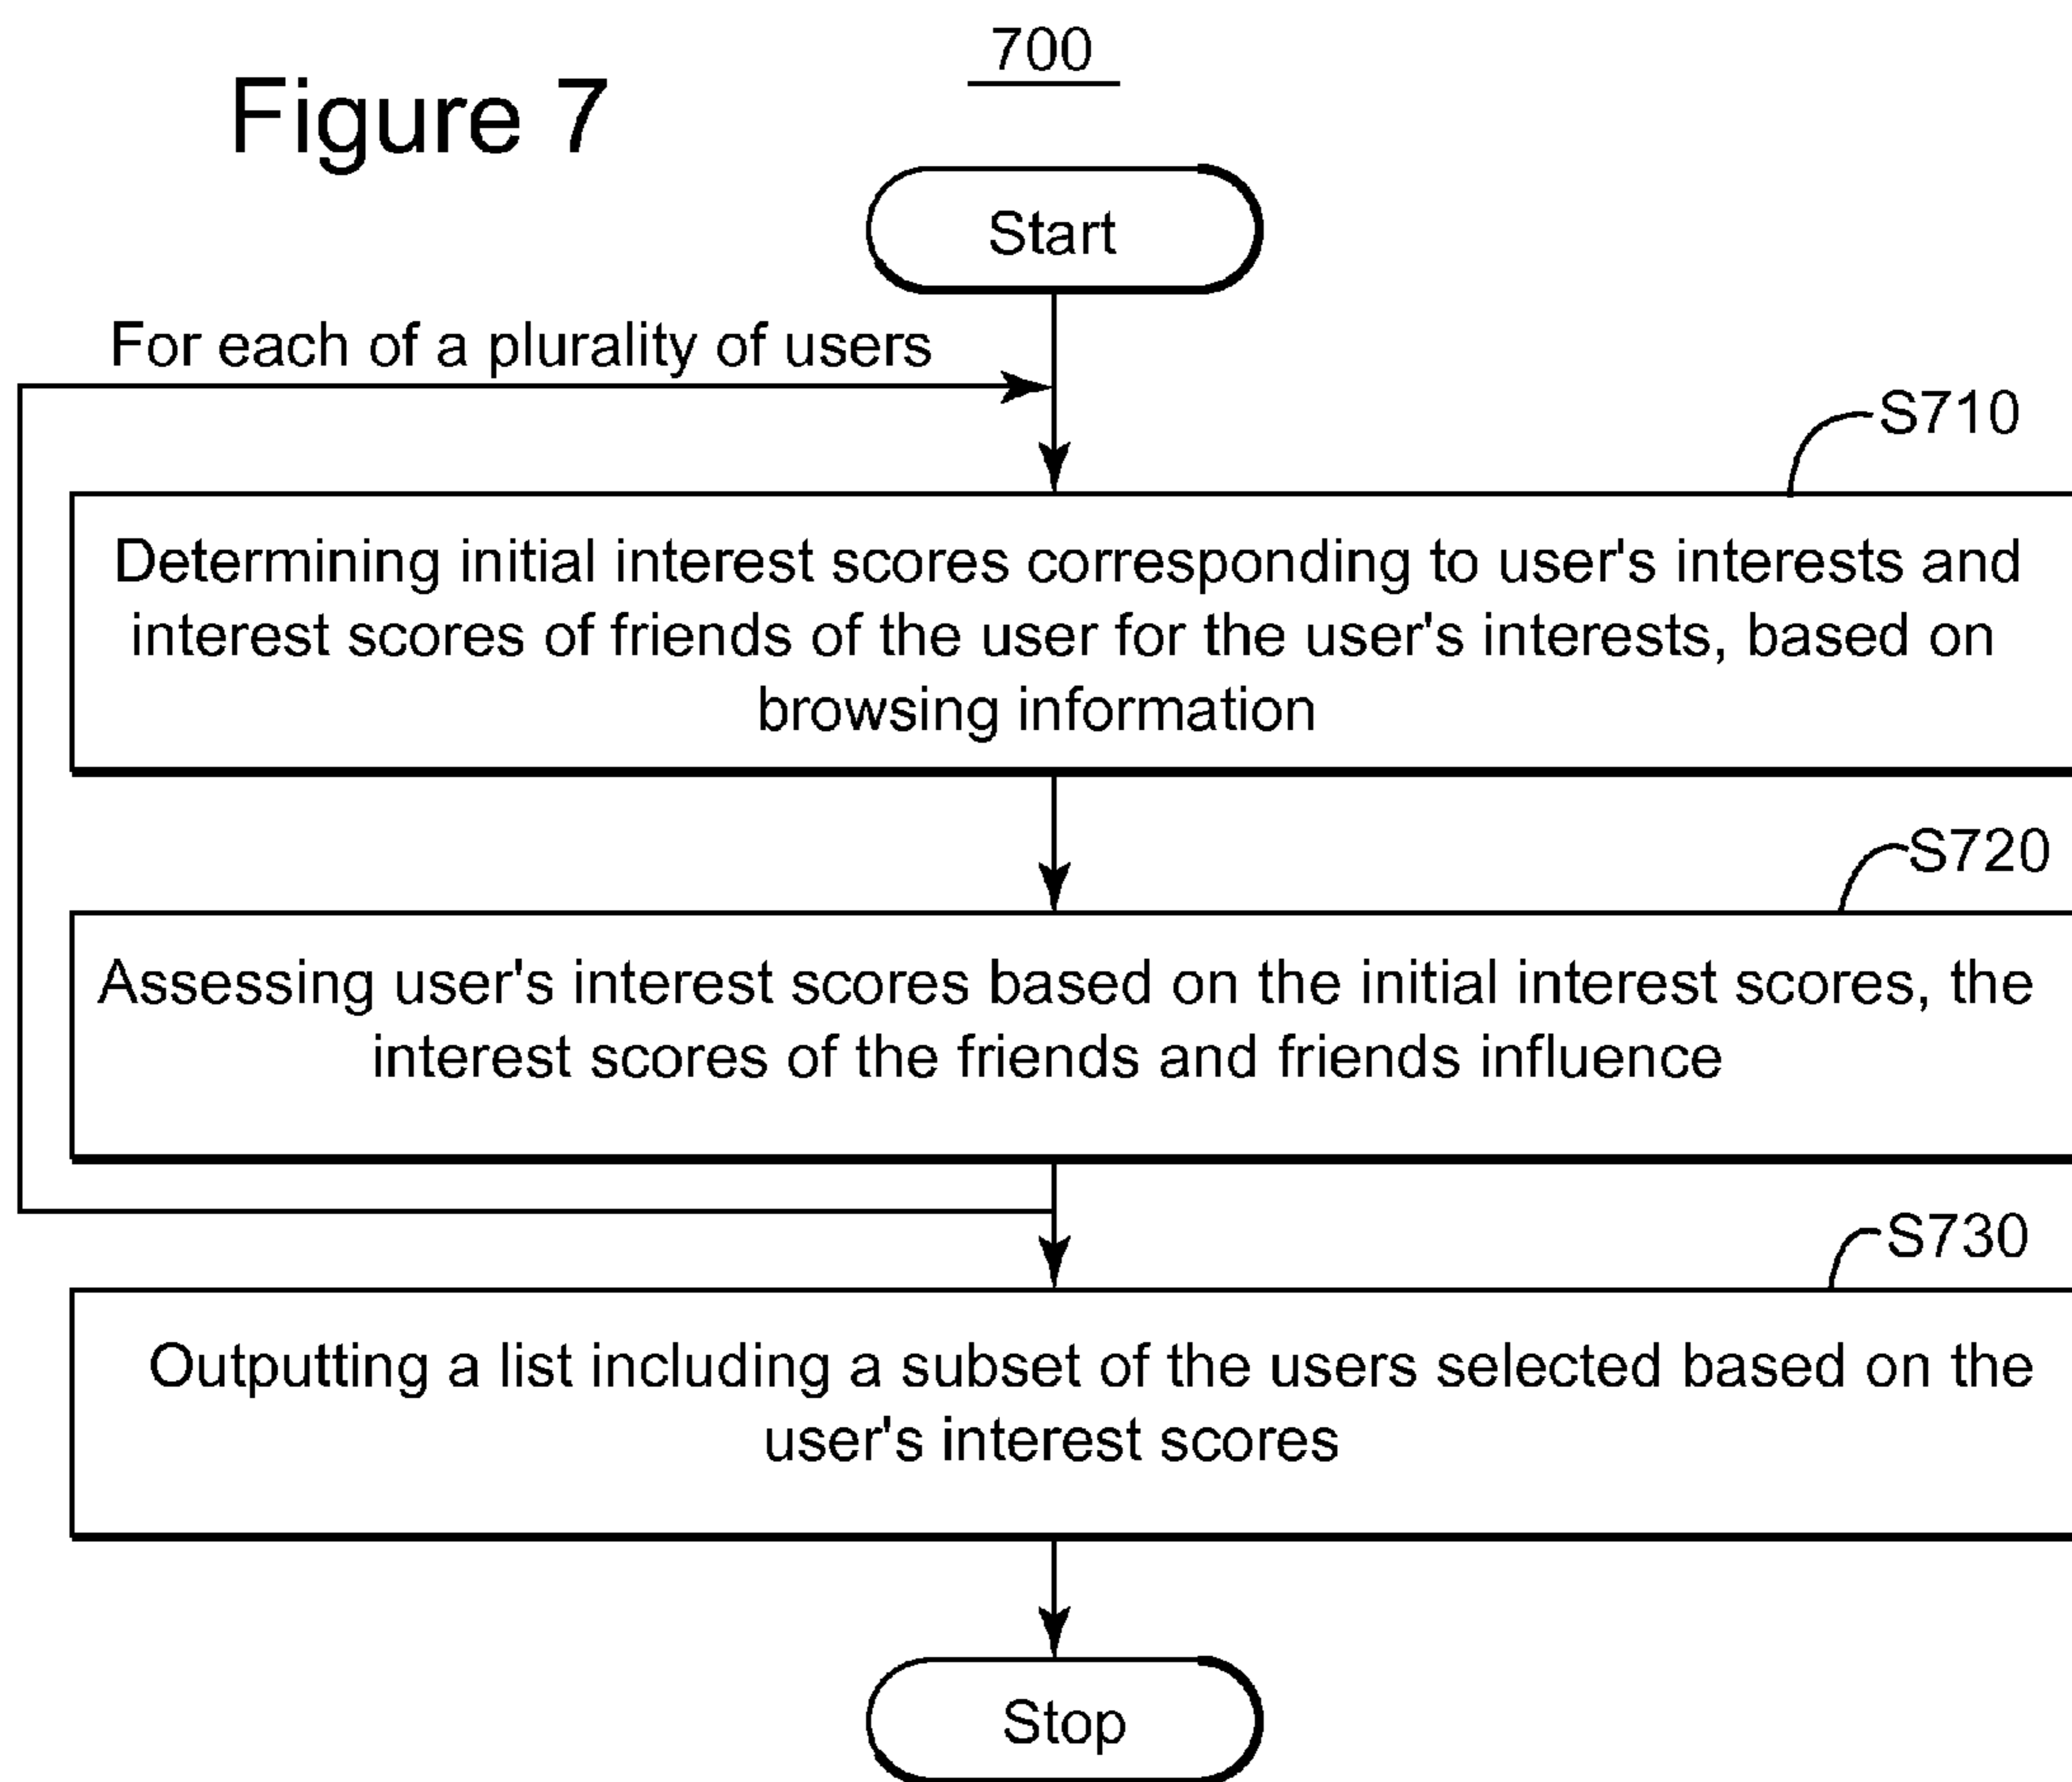 700
Figure 7
Start
For each of a plurality of users
S710
Determining initial interest scores corresponding to user's interests and
interest scores of friends of the user for the user's interests, based on
browsing information
S720
Assessing user's interest scores based on the initial interest scores, the
interest scores of the friends and friends influence
S730
Outputting a list including a subset of the users selected based on the
user's interest scores
Stop